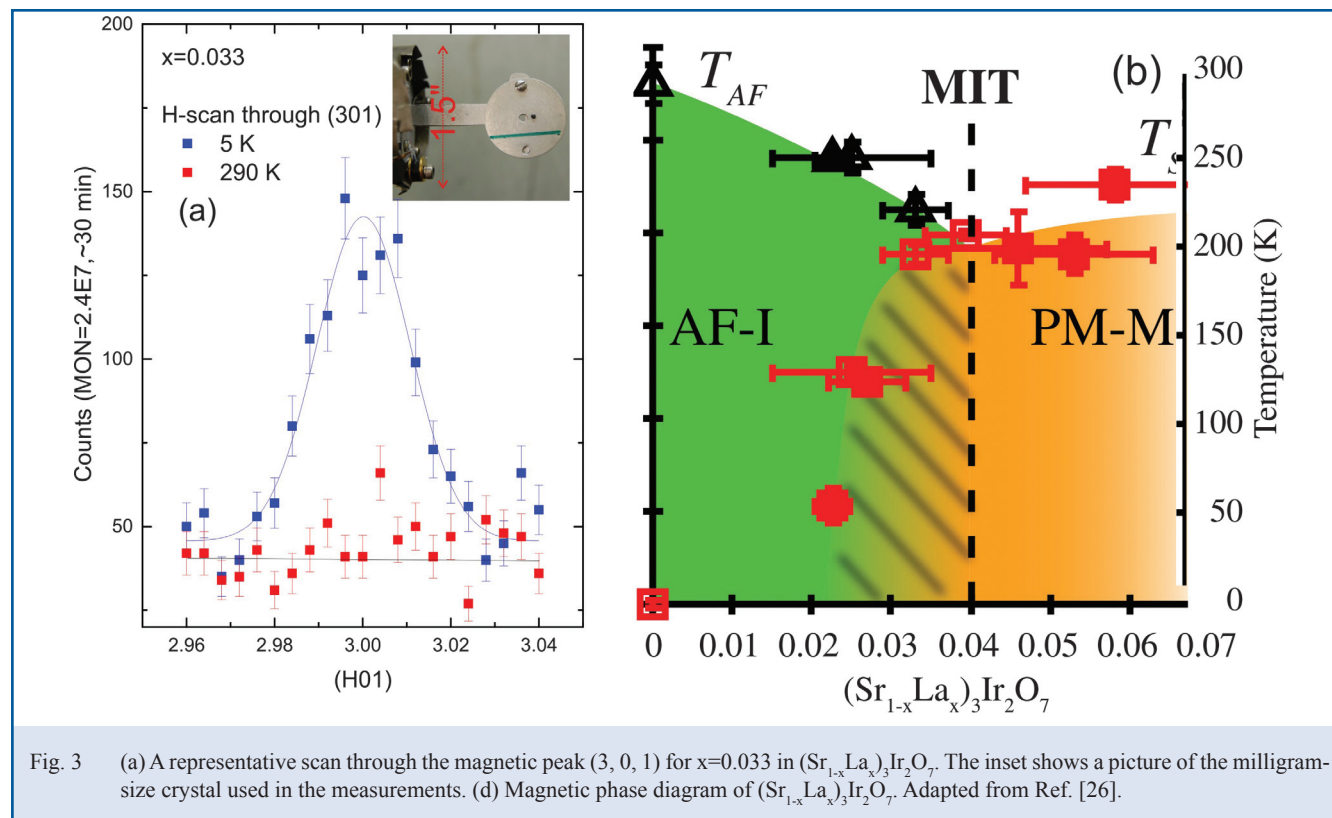 200
150
100
50
Counts (MON=2.4E7,~30 min)
x=0.033
H-scan through (301)
5 K
290 K
(a)
1.5"
2.96 2.98 3.00 3.02 3.04
(H01)
(b)
T_AF
MIT
T_S
AF-I
PM-M
300
250
200
150
100
50
0
Temperature (K)
0 0.01 0.02 0.03 0.04 0.05 0.06 0.07
(Sr1-xLax)3Ir2O7
Fig. 3 (a) A representative scan through the magnetic peak (3, 0, 1) for x=0.033 in (Sr1-xLax)3Ir2O7. The inset shows a picture of the milligram-
size crystal used in the measurements. (d) Magnetic phase diagram of (Sr1-xLax)3Ir2O7. Adapted from Ref. [26].